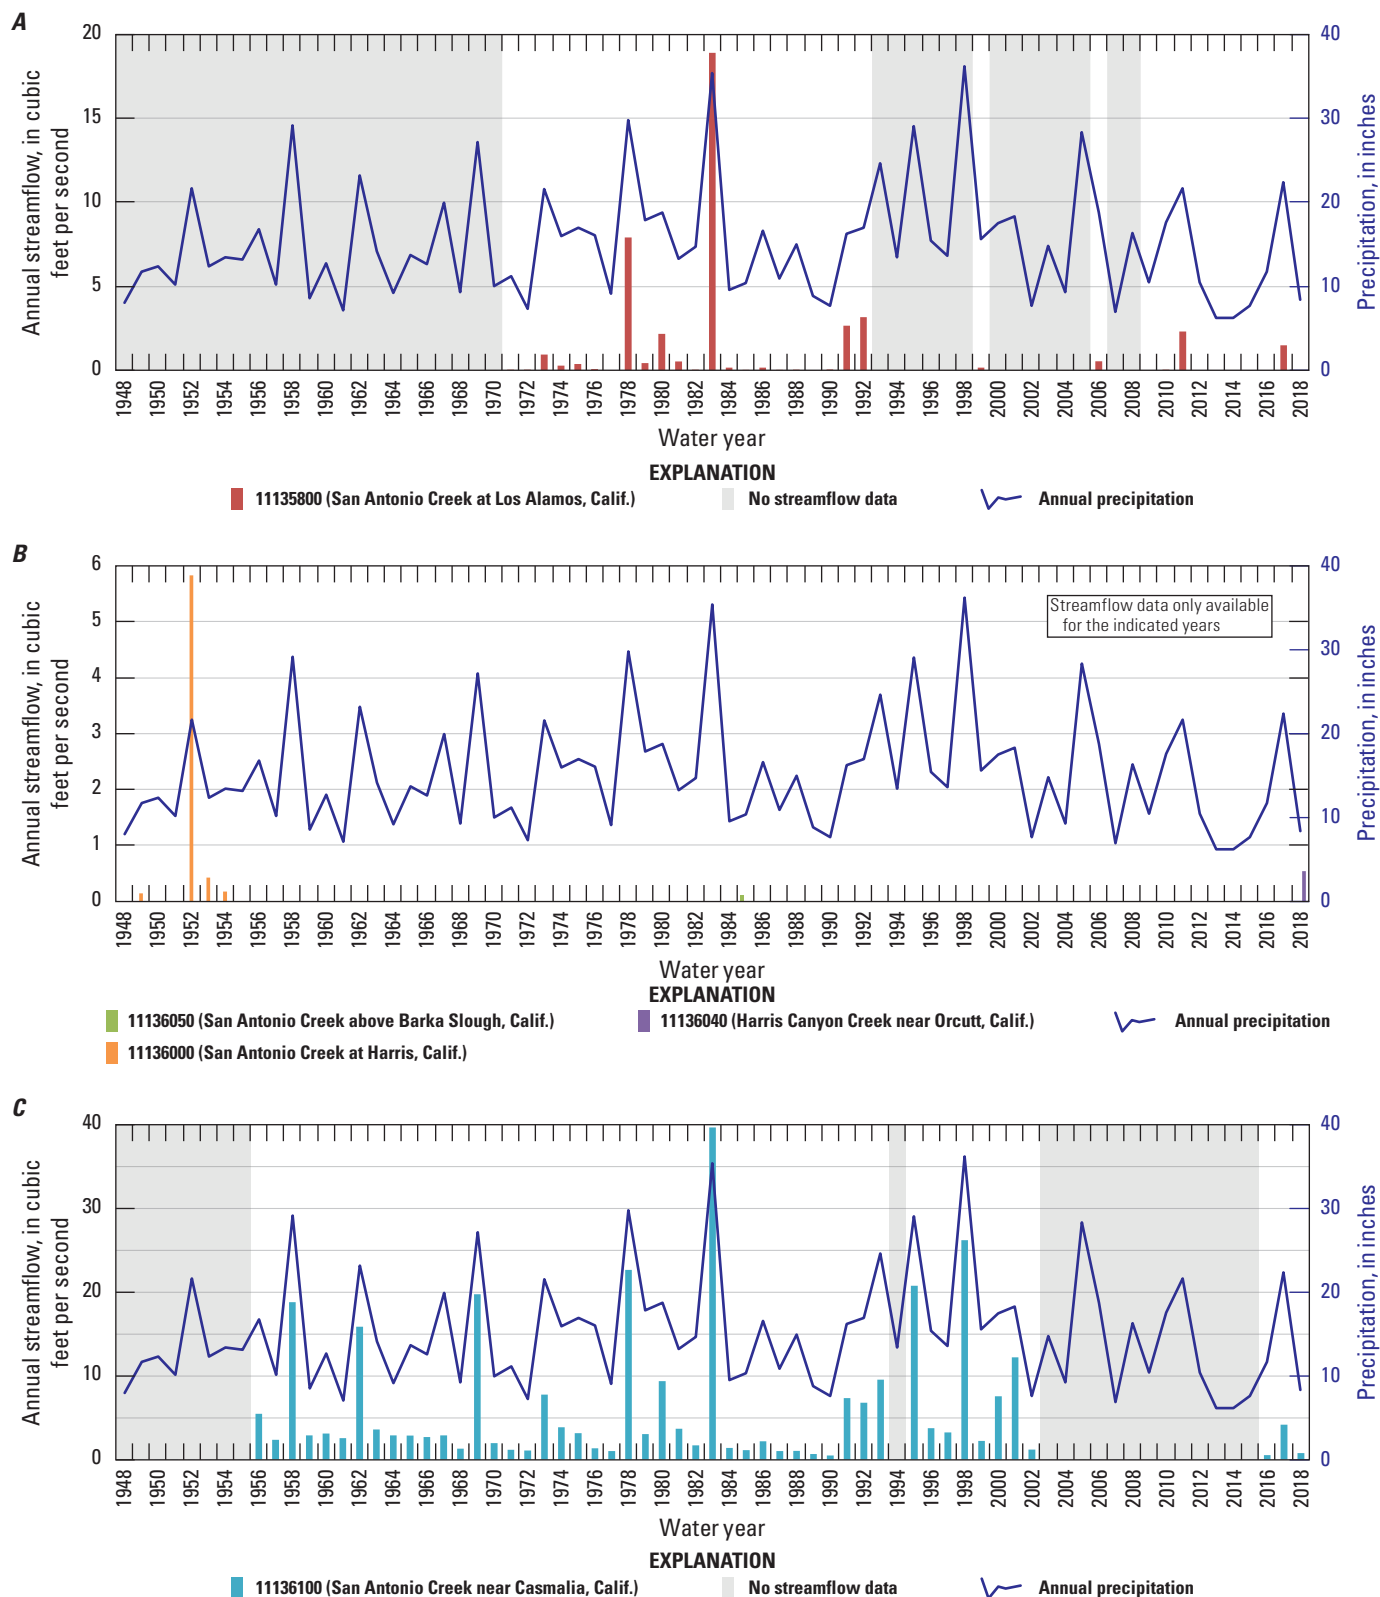 A
20
15
10
5
0
40
30
20
10
0
Annual streamflow, in cubic
feet per second
Precipitation, in inches
1948 1950 1952 1954 1956 1958 1960 1962 1964 1966 1968 1970 1972 1974 1976 1978 1980 1982 1984 1986 1988 1990 1992 1994 1996 1998 2000 2002 2004 2006 2008 2010 2012 2014 2016 2018
Water year
EXPLANATION
11135800 (San Antonio Creek at Los Alamos, Calif.) No streamflow data Annual precipitation
B
6
5
4
3
2
1
0
40
30
20
10
0
Annual streamflow, in cubic
feet per second
Precipitation, in inches
Streamflow data only available
for the indicated years
1948 1950 1952 1954 1956 1958 1960 1962 1964 1966 1968 1970 1972 1974 1976 1978 1980 1982 1984 1986 1988 1990 1992 1994 1996 1998 2000 2002 2004 2006 2008 2010 2012 2014 2016 2018
Water year
EXPLANATION
11136050 (San Antonio Creek above Barka Slough, Calif.) 11136040 (Harris Canyon Creek near Orcutt, Calif.) Annual precipitation
11136000 (San Antonio Creek at Harris, Calif.)
C
40
30
20
10
0
40
30
20
10
0
Annual streamflow, in cubic
feet per second
Precipitation, in inches
1948 1950 1952 1954 1956 1958 1960 1962 1964 1966 1968 1970 1972 1974 1976 1978 1980 1982 1984 1986 1988 1990 1992 1994 1996 1998 2000 2002 2004 2006 2008 2010 2012 2014 2016 2018
Water year
EXPLANATION
11136100 (San Antonio Creek near Casmalia, Calif.) No streamflow data Annual precipitation